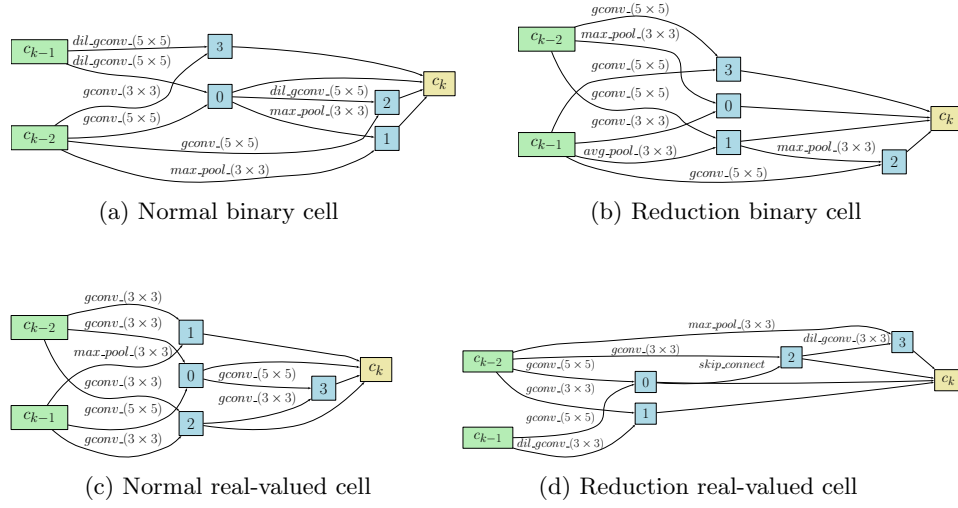 c_{k-1}
dil_gconv_(5 × 5)
3
dil_gconv_(5 × 5)
c_k
0
dil_gconv_(5 × 5)
gconv_(3 × 3)
2
max_pool_(3 × 3)
gconv_(5 × 5)
c_{k-2}
1
gconv_(5 × 5)
max_pool_(3 × 3)
(a) Normal binary cell
gconv_(5 × 5)
c_{k-2}
max_pool_(3 × 3)
gconv_(5 × 5)
3
gconv_(5 × 5)
0
gconv_(3 × 3)
c_k
c_{k-1}
1
avg_pool_(3 × 3)
max_pool_(3 × 3)
2
gconv_(5 × 5)
(b) Reduction binary cell
gconv_(3 × 3)
c_{k-2}
gconv_(3 × 3)
1
max_pool_(3 × 3)
0
gconv_(5 × 5)
c_k
gconv_(3 × 3)
3
gconv_(3 × 3)
c_{k-1}
gconv_(5 × 5)
2
gconv_(3 × 3)
(c) Normal real-valued cell
max_pool_(3 × 3)
dil_gconv_(3 × 3)
3
gconv_(3 × 3)
c_{k-2}
2
gconv_(5 × 5)
skip_connect
0
c_k
gconv_(3 × 3)
1
gconv_(5 × 5)
c_{k-1}
dil_gconv_(3 × 3)
(d) Reduction real-valued cell